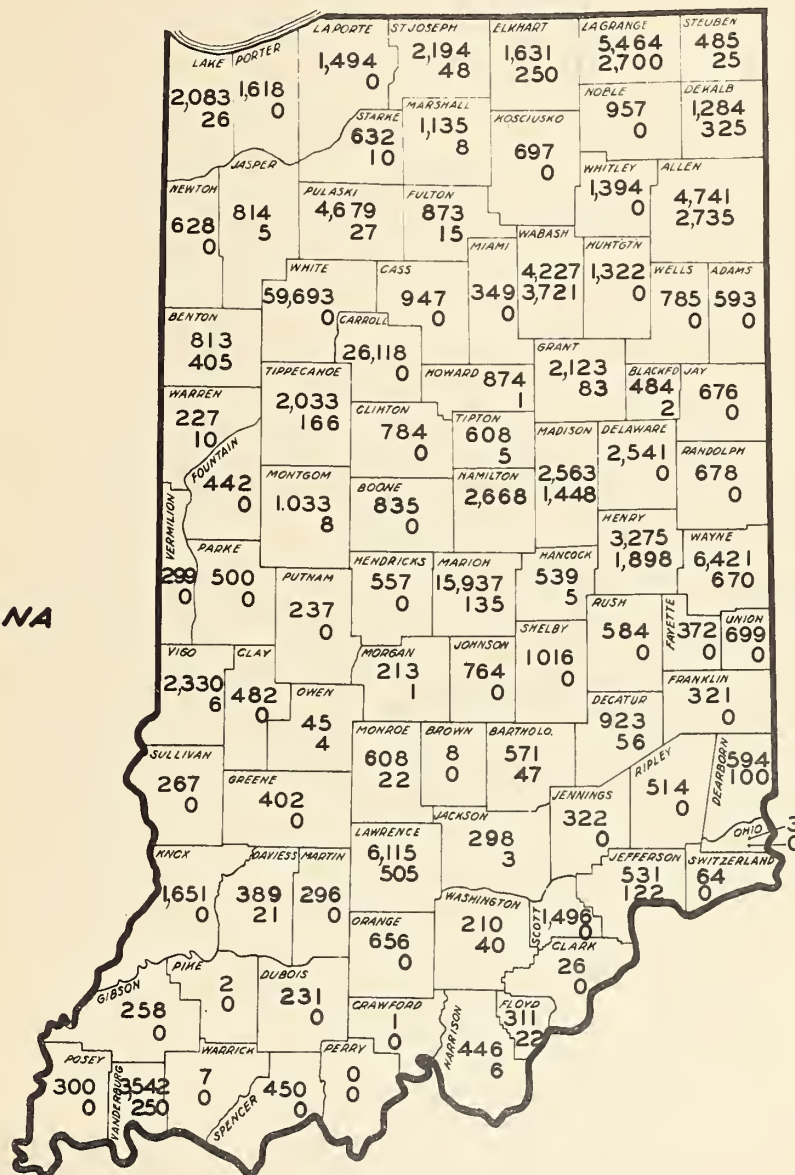 LAKE
2,083
26
PORTER
1,618
0
LAPORTE
1,494
0
ST JOSEPH
2,194
48
ELKHART
1,631
250
LAGRANGE
5,464
2,700
STEUBEN
485
25
STARKE
632
10
MARSHALL
1,135
8
KOSCIUSKO
697
0
NOBLE
957
0
DEKALB
1,284
325
NEWTON
628
0
JASPER
814
5
PULASKI
4,679
27
FULTON
873
15
WHITLEY
1,394
0
ALLEN
4,741
2,735
WHITE
59,693
0
CASS
947
0
MIAMI
349
0
WABASH
4,227
3,721
HUNTGTN
1,322
0
WELLS
785
0
ADAMS
593
0
BENTON
813
405
CARROLL
26,118
0
TIPPECANOE
2,033
166
HOWARD
874
1
GRANT
2,123
83
BLACKFD
484
2
JAY
676
0
WARREN
227
10
FOUNTAIN
442
0
CLINTON
784
0
TIPTON
608
5
MADISON
2,563
1,448
DELAWARE
2,541
0
RANDOLPH
678
0
MONTGOM
1.033
8
BOONE
835
0
HAMILTON
2,668
HENRY
3,275
1,898
WAYNE
6,421
670
VERMILION
299
0
PARKE
500
0
PUTNAM
237
0
HENDRICKS
557
0
MARION
15,937
135
HANCOCK
539
5
RUSH
584
0
FAYETTE
372
0
UNION
699
0
NA
VIGO
2,330
6
CLAY
482
0
OWEN
45
4
MORGAN
213
1
JOHNSON
764
0
SHELBY
1016
0
DECATUR
923
56
FRANKLIN
321
0
SULLIVAN
267
0
GREENE
402
0
MONROE
608
22
BROWN
8
0
BARTHOLO.
571
47
JENNINGS
322
0
RIPLEY
514
0
DEARBORN
594
100
OHIO
3
0
KNOX
1,651
0
DAVIESS
389
21
MARTIN
296
0
LAWRENCE
6,115
505
JACKSON
298
3
JEFFERSON
531
122
SWITZERLAND
64
0
ORANGE
656
0
WASHINGTON
210
40
SCOTT
1,496
0
CLARK
26
0
GIBSON
258
0
PIKE
2
0
DUBOIS
231
0
CRAWFORD
1
0
HARRISON
446
6
FLOYD
311
22
POSEY
300
0
VANDERBURG
3,542
250
WARRICK
7
0
SPENCER
450
0
PERRY
0
0